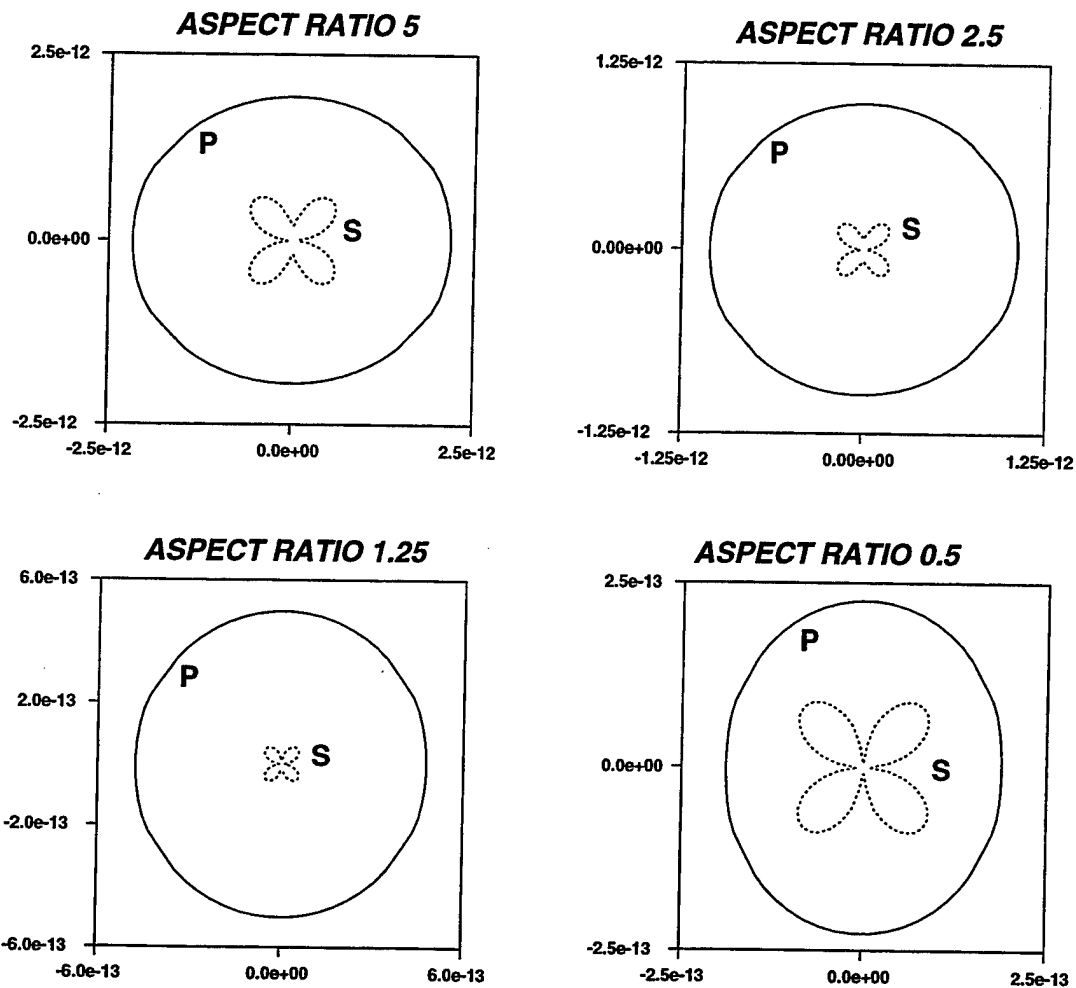 ASPECT RATIO 5
2.5e-12
P
S
0.0e+00
-2.5e-12
-2.5e-12 0.0e+00 2.5e-12
ASPECT RATIO 2.5
1.25e-12
P
S
0.00e+00
-1.25e-12
-1.25e-12 0.00e+00 1.25e-12
ASPECT RATIO 1.25
6.0e-13
P
2.0e-13
S
-2.0e-13
-6.0e-13
-6.0e-13 0.0e+00 6.0e-13
ASPECT RATIO 0.5
2.5e-13
P
0.0e+00
S
-2.5e-13
-2.5e-13 0.0e+00 2.5e-13